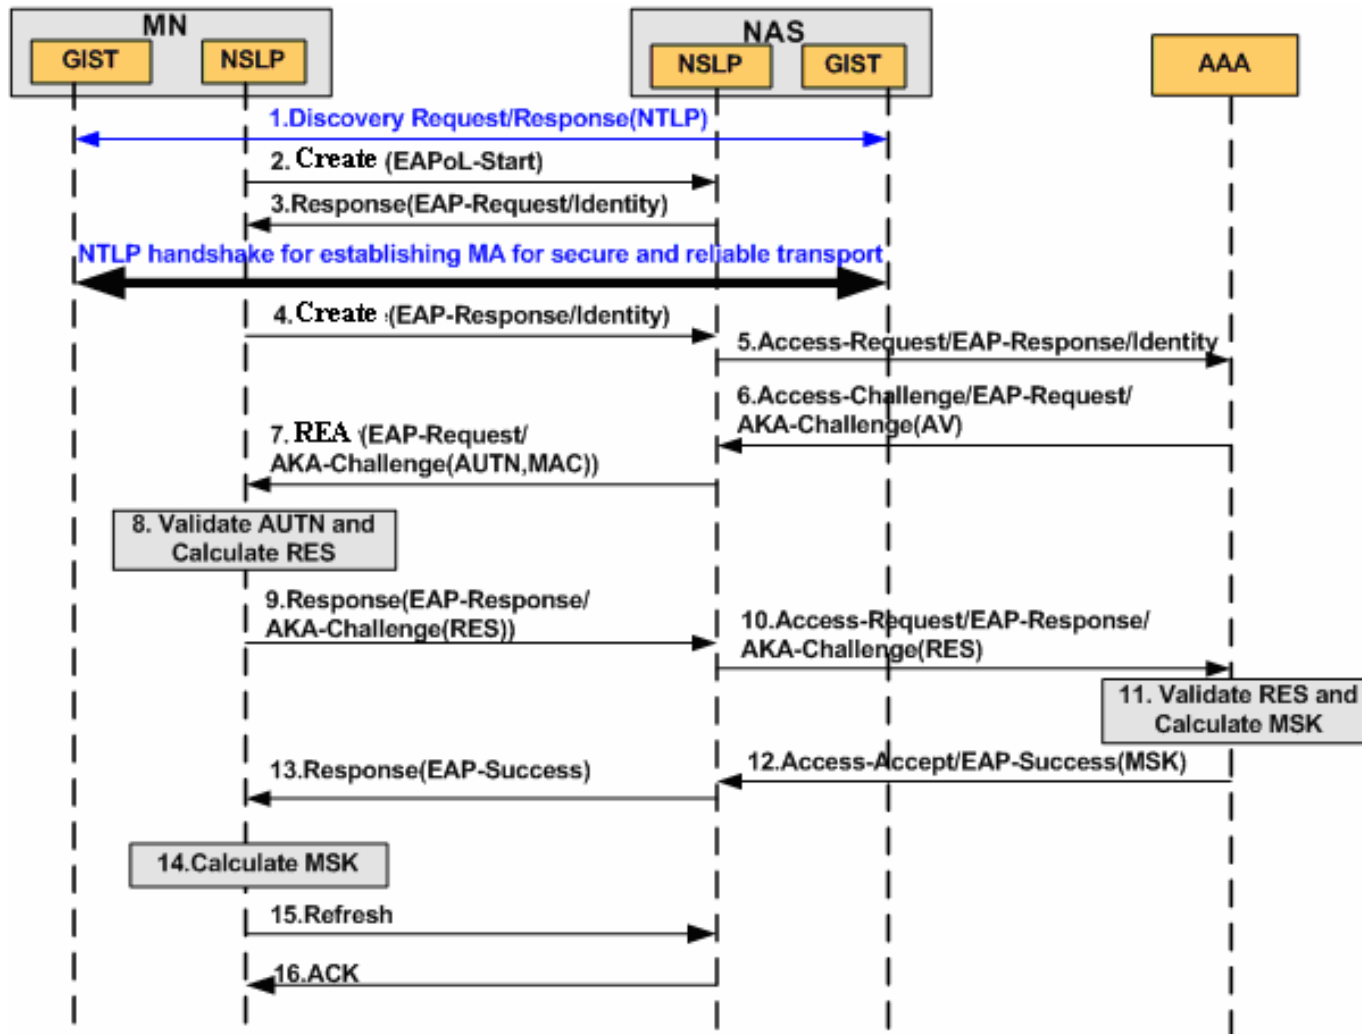 MN
NAS
GIST
NSLP
NSLP
GIST
AAA
1.Discovery Request/Response(NTLP)
2. Create (EAPoL-Start)
3.Response(EAP-Request/Identity)
NTLP handshake for establishing MA for secure and reliable transport
4.Create (EAP-Response/Identity)
5.Access-Request/EAP-Response/Identity
6.Access-Challenge/EAP-Request/
AKA-Challenge(AV)
7. REA (EAP-Request/
AKA-Challenge(AUTN,MAC))
8. Validate AUTN and
Calculate RES
9.Response(EAP-Response/
AKA-Challenge(RES))
10.Access-Request/EAP-Response/
AKA-Challenge(RES)
11. Validate RES and
Calculate MSK
12.Access-Accept/EAP-Success(MSK)
13.Response(EAP-Success)
14.Calculate MSK
15.Refresh
16.ACK